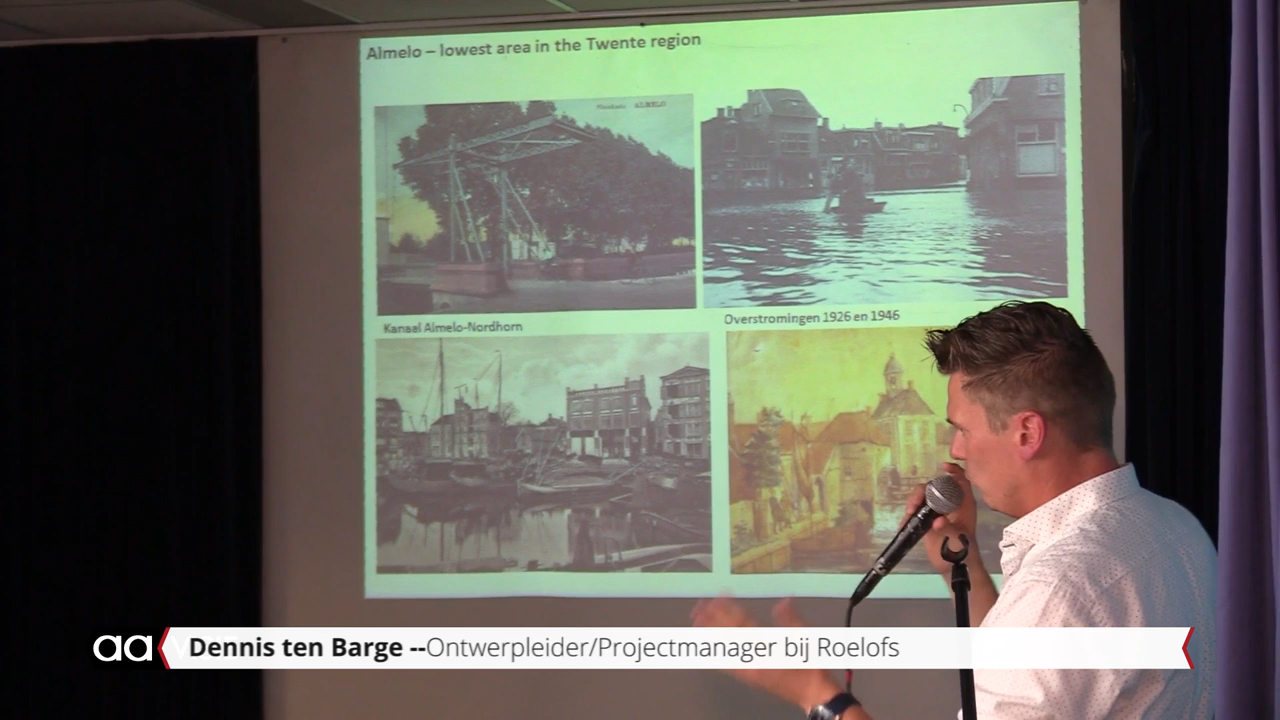 Almelo – lowest area in the Twente region
ALMELO
Kanaal Almelo-Nordhorn
Overstromingen 1926 en 1946
aa
Dennis ten Barge --Ontwerpleider/Projectmanager bij Roelofs